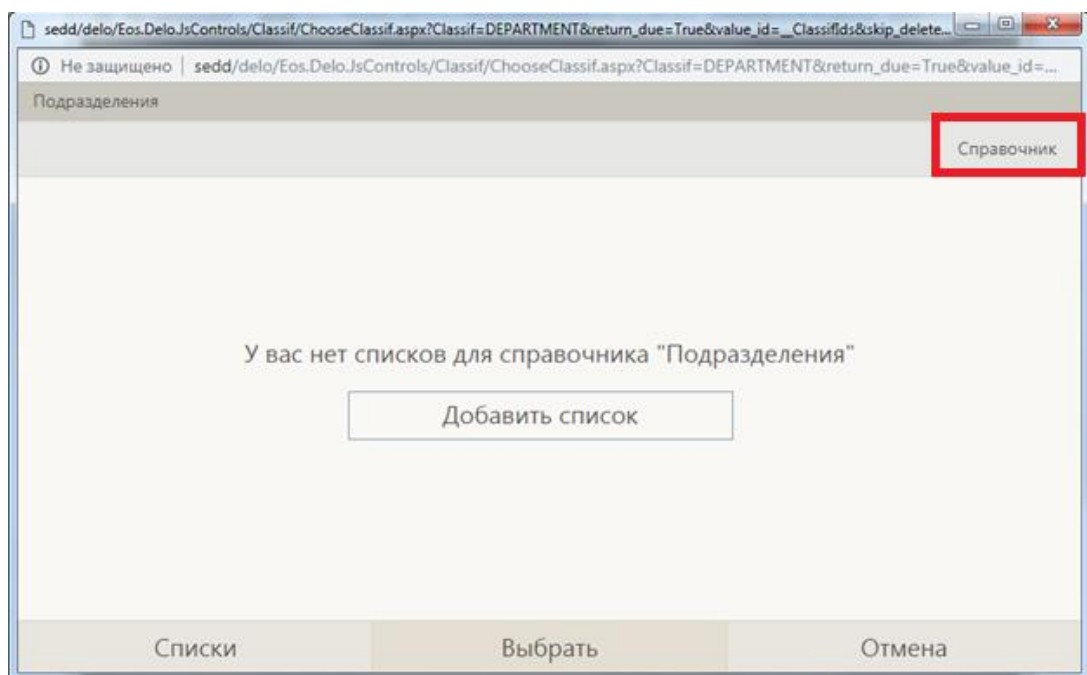 sedd/delo/Eos.Delo.JsControls/Classif/ChooseClassif.aspx?Classif=DEPARTMENT&return_due=True&value_id=__ClassifIds&skip_delete...
Не защищено | sedd/delo/Eos.Delo.JsControls/Classif/ChooseClassif.aspx?Classif=DEPARTMENT&return_due=True&value_id=...
Подразделения
Справочник
У вас нет списков для справочника "Подразделения"
Добавить список
Списки Выбрать Отмена